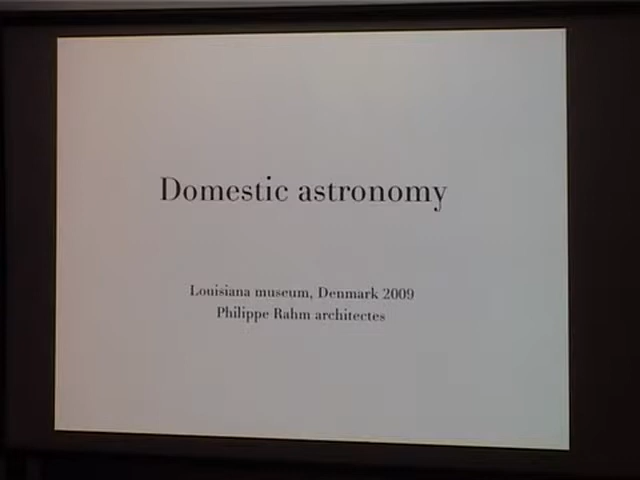 Domestic astronomy
Louisiana museum, Denmark 2009
Philippe Rahm architectes